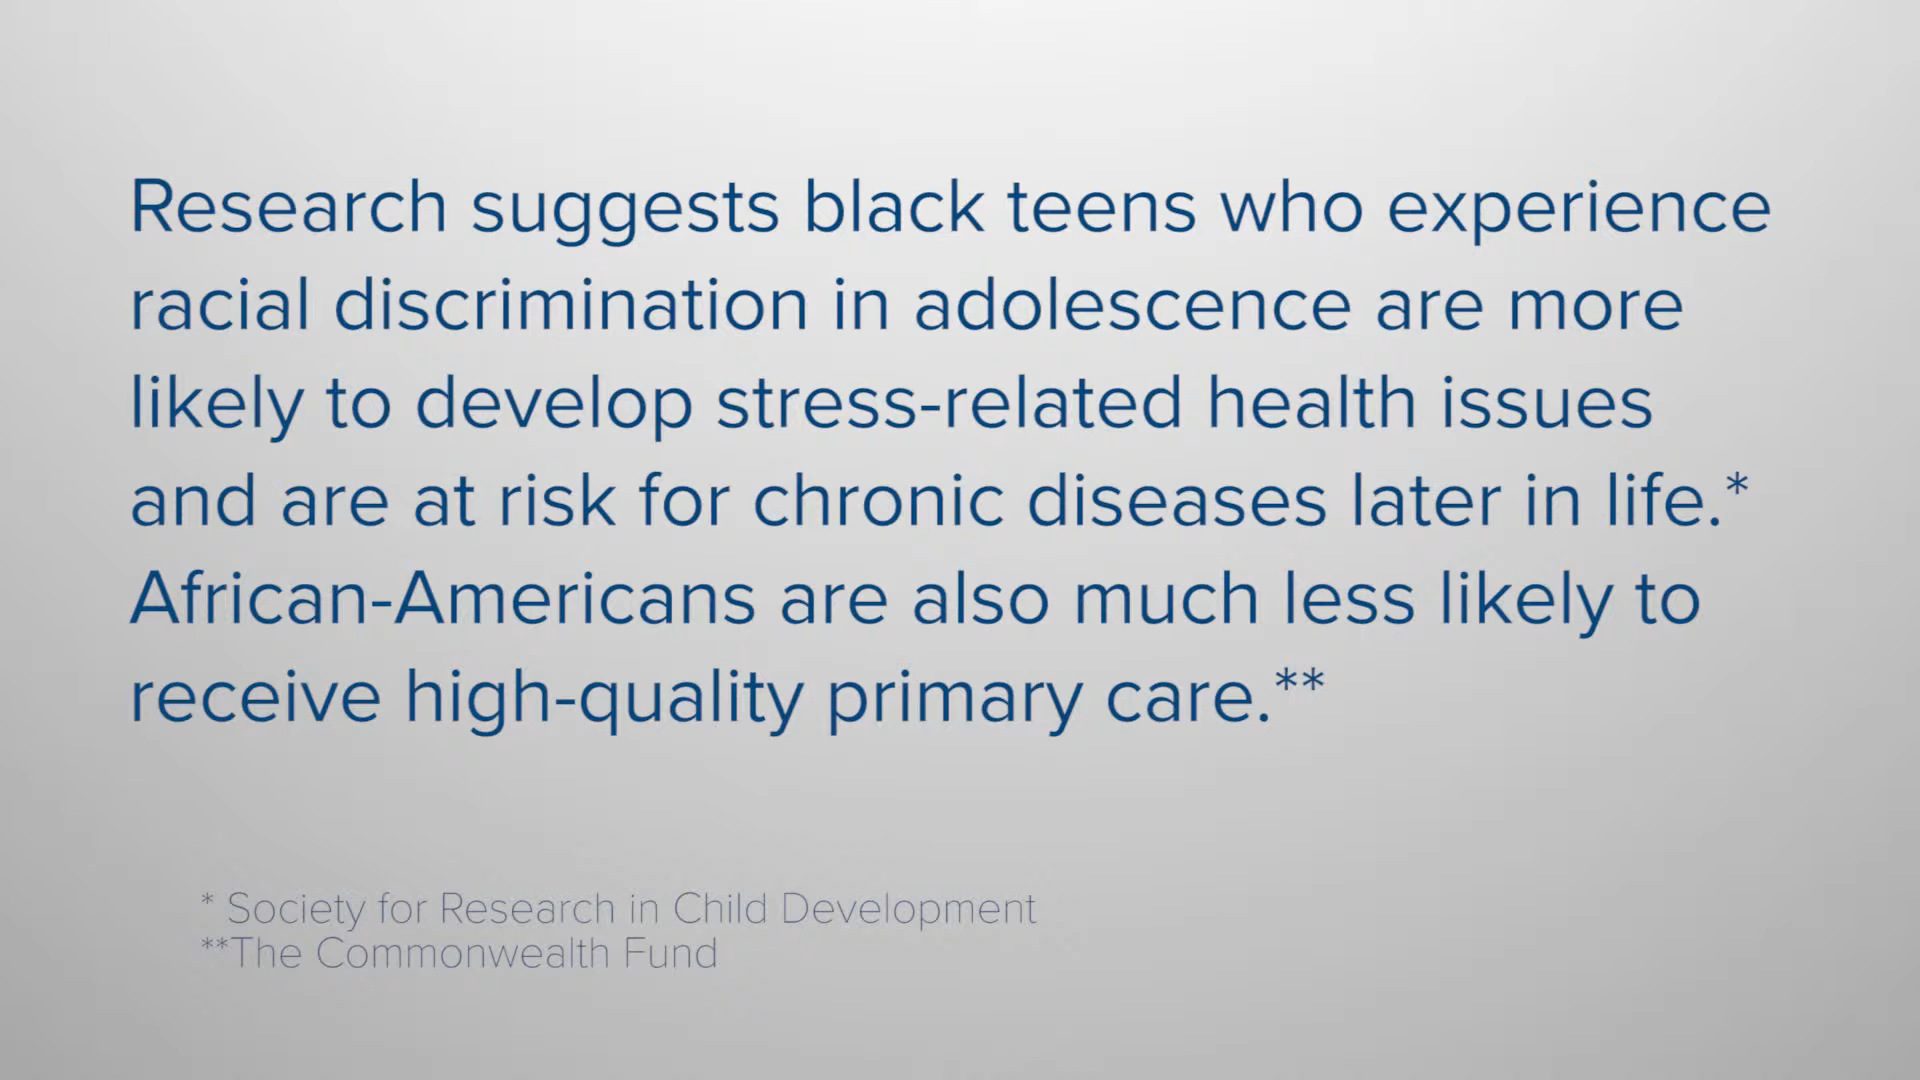 Research suggests black teens who experience
racial discrimination in adolescence are more
likely to develop stress-related health issues
and are at risk for chronic diseases later in life.*
African-Americans are also much less likely to
receive high-quality primary care.**
* Society for Research in Child Development
**The Commonwealth Fund